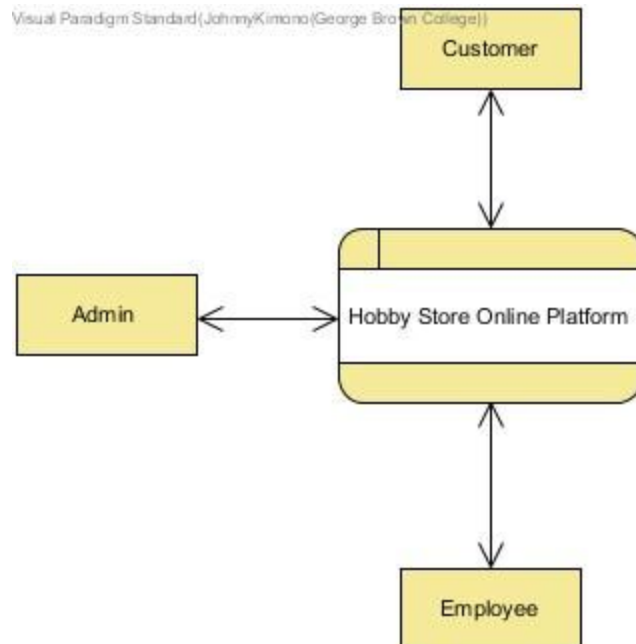 Visual Paradigm Standard(JohnnyKimono(George Brown College))
Customer
Admin
Hobby Store Online Platform
Employee